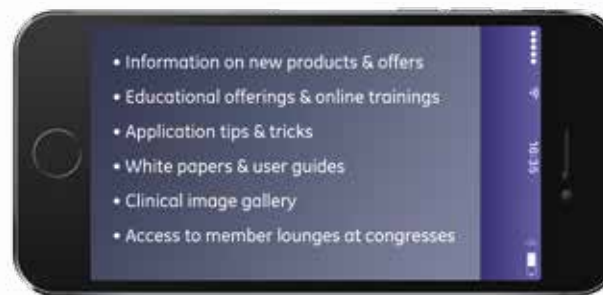 • Information on new products & offers
• Educational offerings & online trainings
• Application tips & tricks
• White papers & user guides
• Clinical image gallery
• Access to member lounges at congresses
16:35